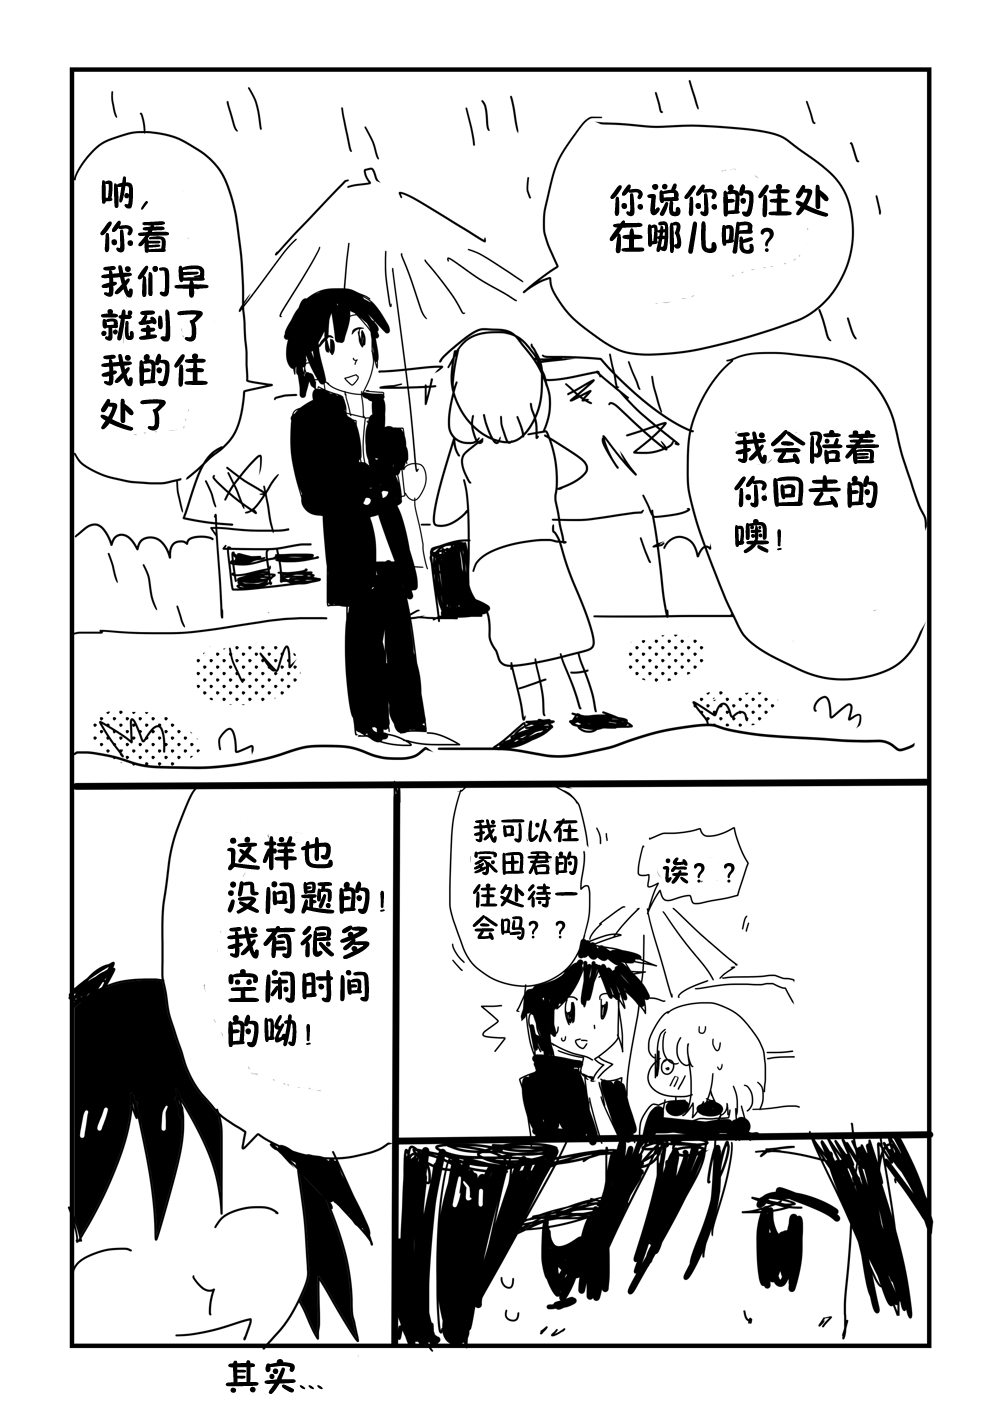 你说你的住处
在哪儿呢？
呐，
你看
我们早
就到了
我的住
处了
我会陪着
你回去的
噢！
诶？？
我可以在
冢田君的
住处待一
会吗？？
这样也
没问题的！
我有很多
空闲时间
的呦！
其实...